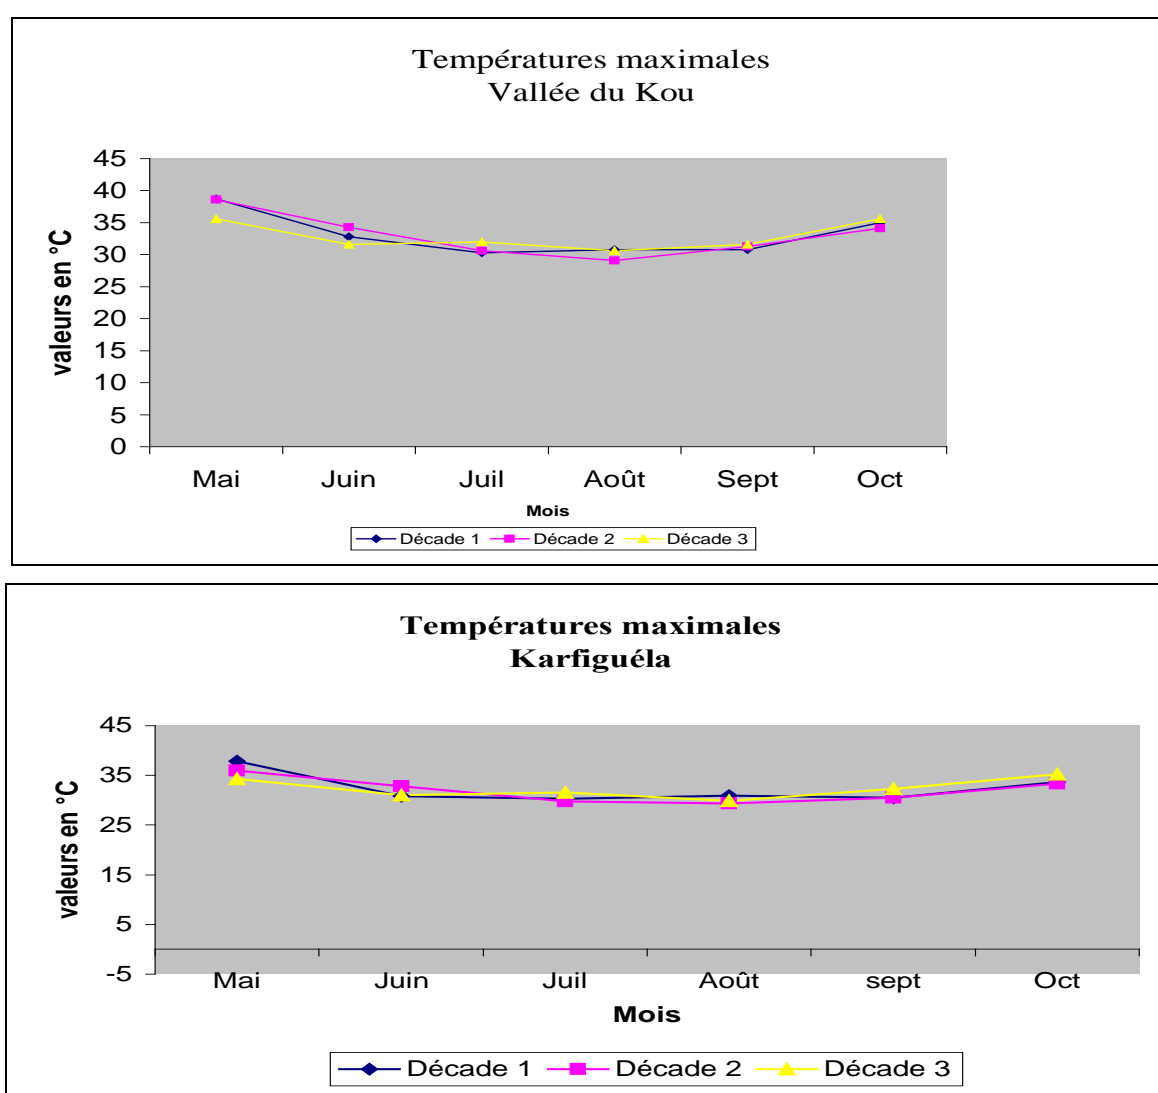 Températures maximales
Vallée du Kou
45
40
35
30
25
20
15
10
5
0
valeurs en °C
Mai Juin Juil Août Sept Oct
Mois
Décade 1 Décade 2 Décade 3
Températures maximales
Karfiguéla
45
35
25
15
5
-5
valeurs en °C
Mai Juin Juil Août sept Oct
Mois
Décade 1 Décade 2 Décade 3